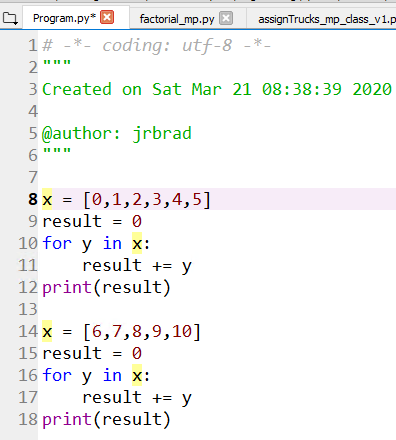 Program.py* factorial_mp.py assignTrucks_mp_class_v1.p
1 # -*- coding: utf-8 -*-
2 """
3 Created on Sat Mar 21 08:38:39 2020
4
5 @author: jrbrad
6 """
7
8 x = [0,1,2,3,4,5]
9 result = 0
10 for y in x:
11     result += y
12 print(result)
13
14 x = [6,7,8,9,10]
15 result = 0
16 for y in x:
17     result += y
18 print(result)